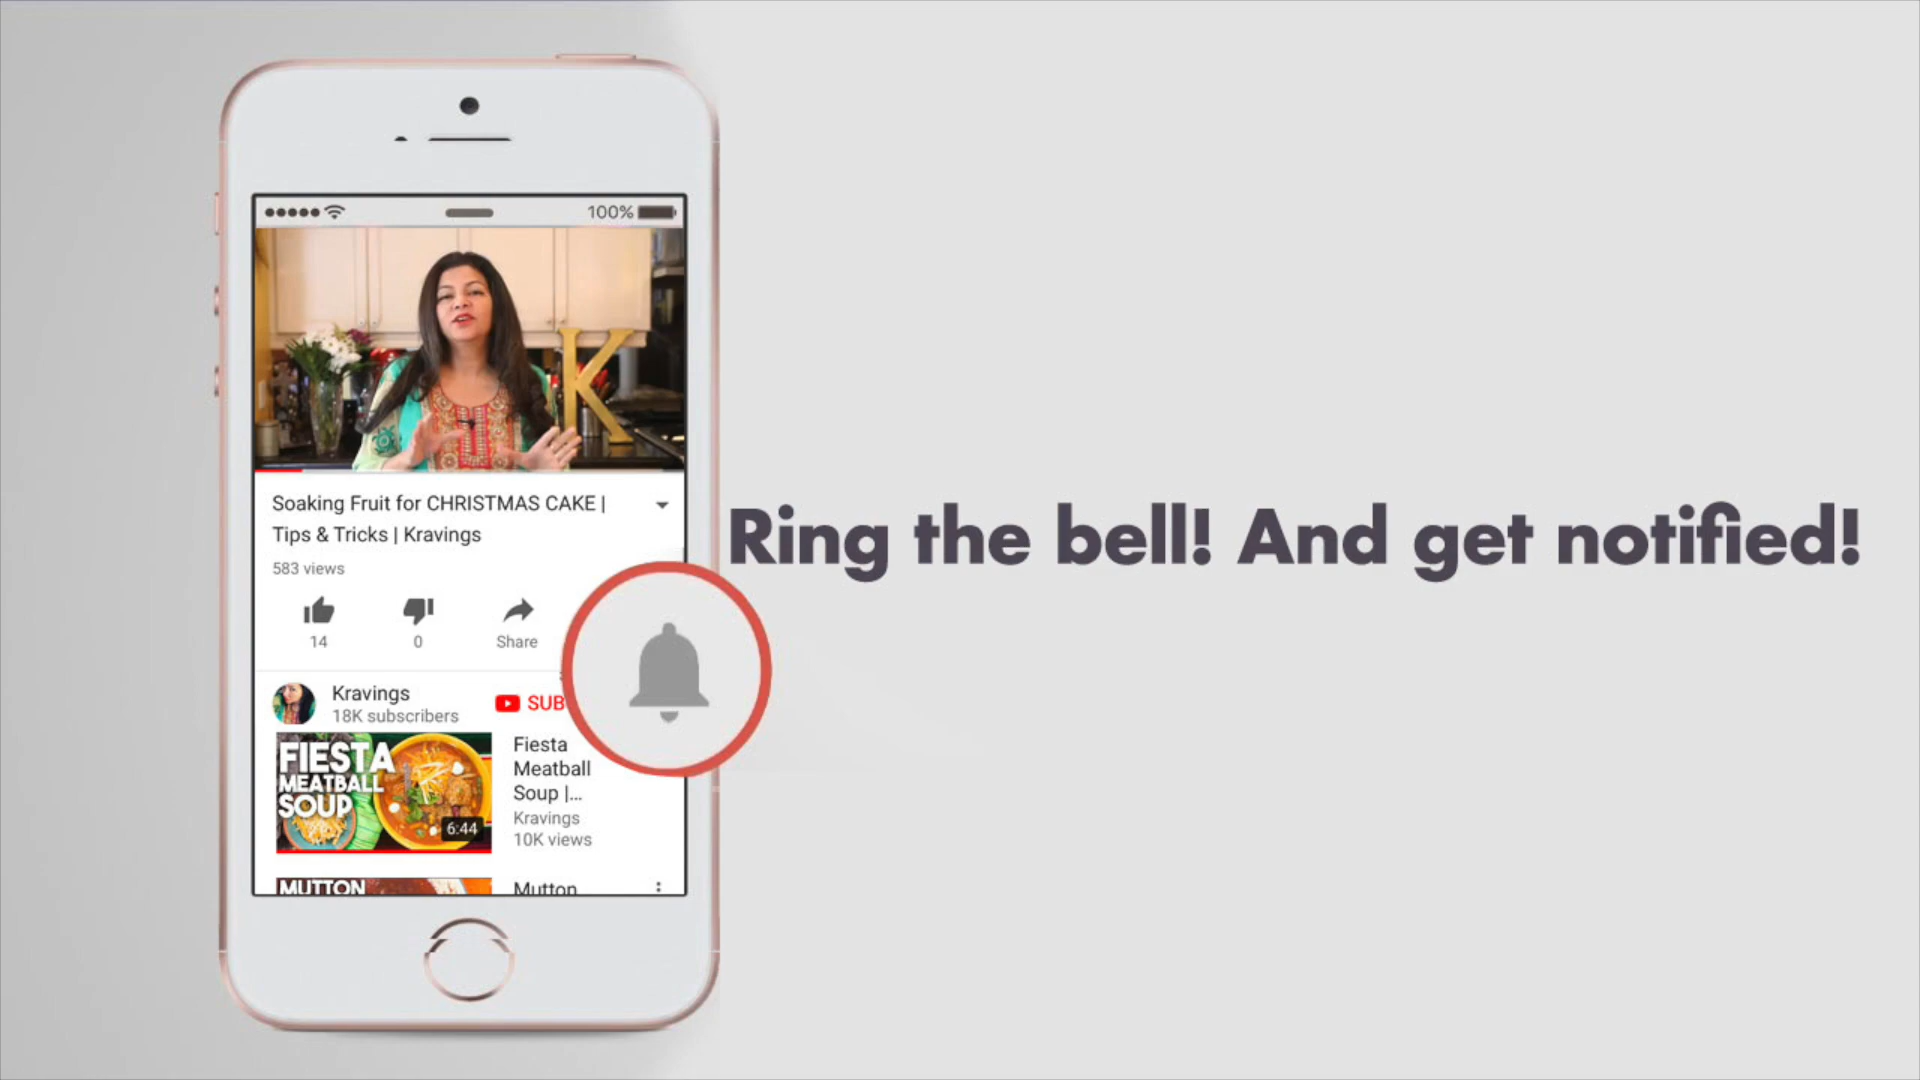 100%
K
Soaking Fruit for CHRISTMAS CAKE |
Tips & Tricks | Kravings
583 views
14
0
Share
Kravings
18K subscribers
SUB
FIESTA
MEATBALL
SOUP
6:44
Fiesta
Meatball
Soup |...
Kravings
10K views
MUTTON
Mutton
Ring the bell! And get notified!